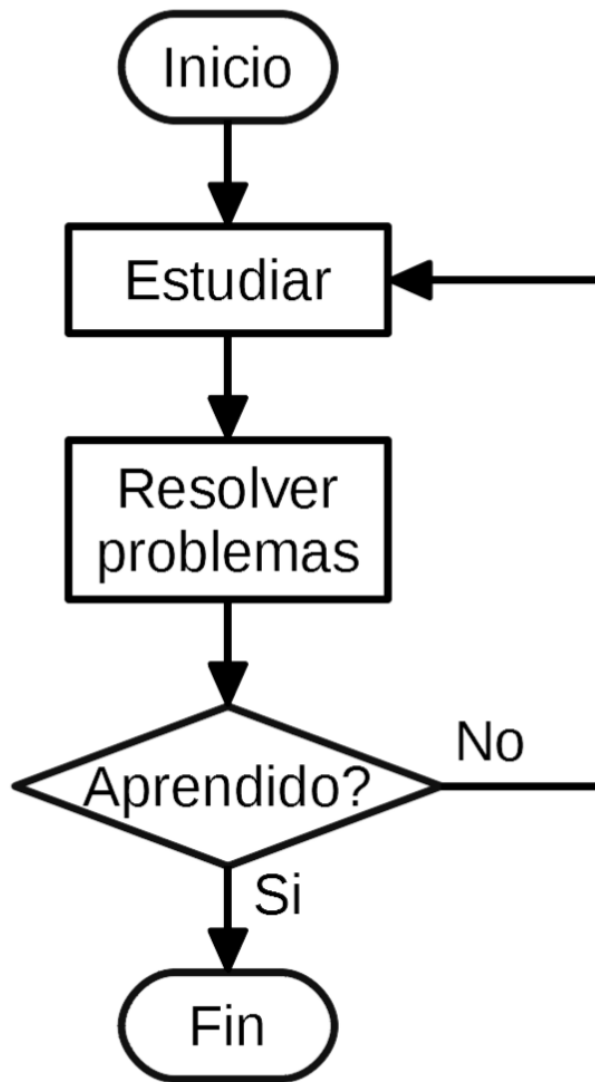 Inicio
Estudiar
Resolver
problemas
Aprendido?
No
Si
Fin